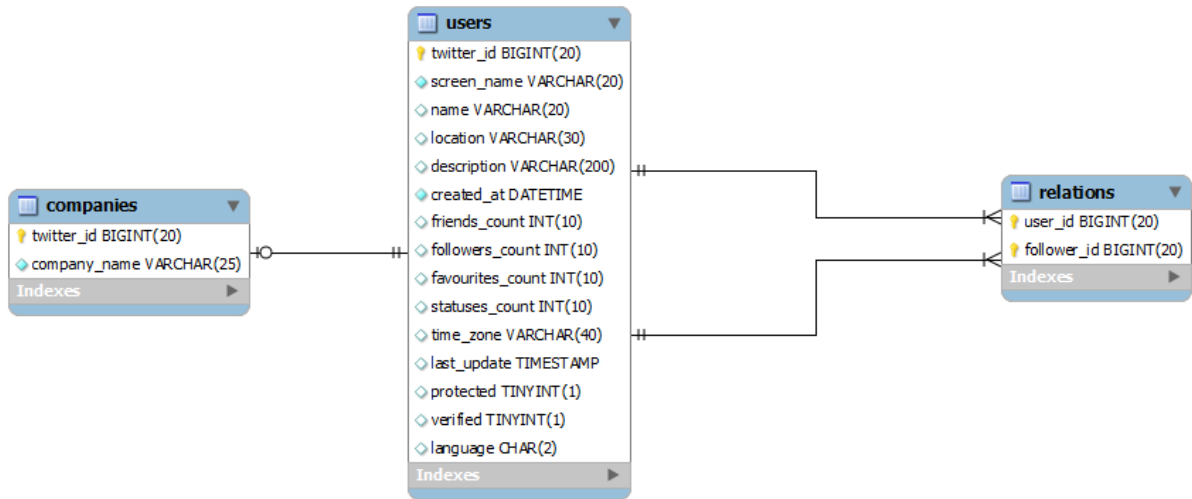 companies
twitter_id BIGINT(20)
company_name VARCHAR(25)
Indexes
users
twitter_id BIGINT(20)
screen_name VARCHAR(20)
name VARCHAR(20)
location VARCHAR(30)
description VARCHAR(200)
created_at DATETIME
friends_count INT(10)
followers_count INT(10)
favourites_count INT(10)
statuses_count INT(10)
time_zone VARCHAR(40)
last_update TIMESTAMP
protected TINYINT(1)
verified TINYINT(1)
language CHAR(2)
Indexes
relations
user_id BIGINT(20)
follower_id BIGINT(20)
Indexes